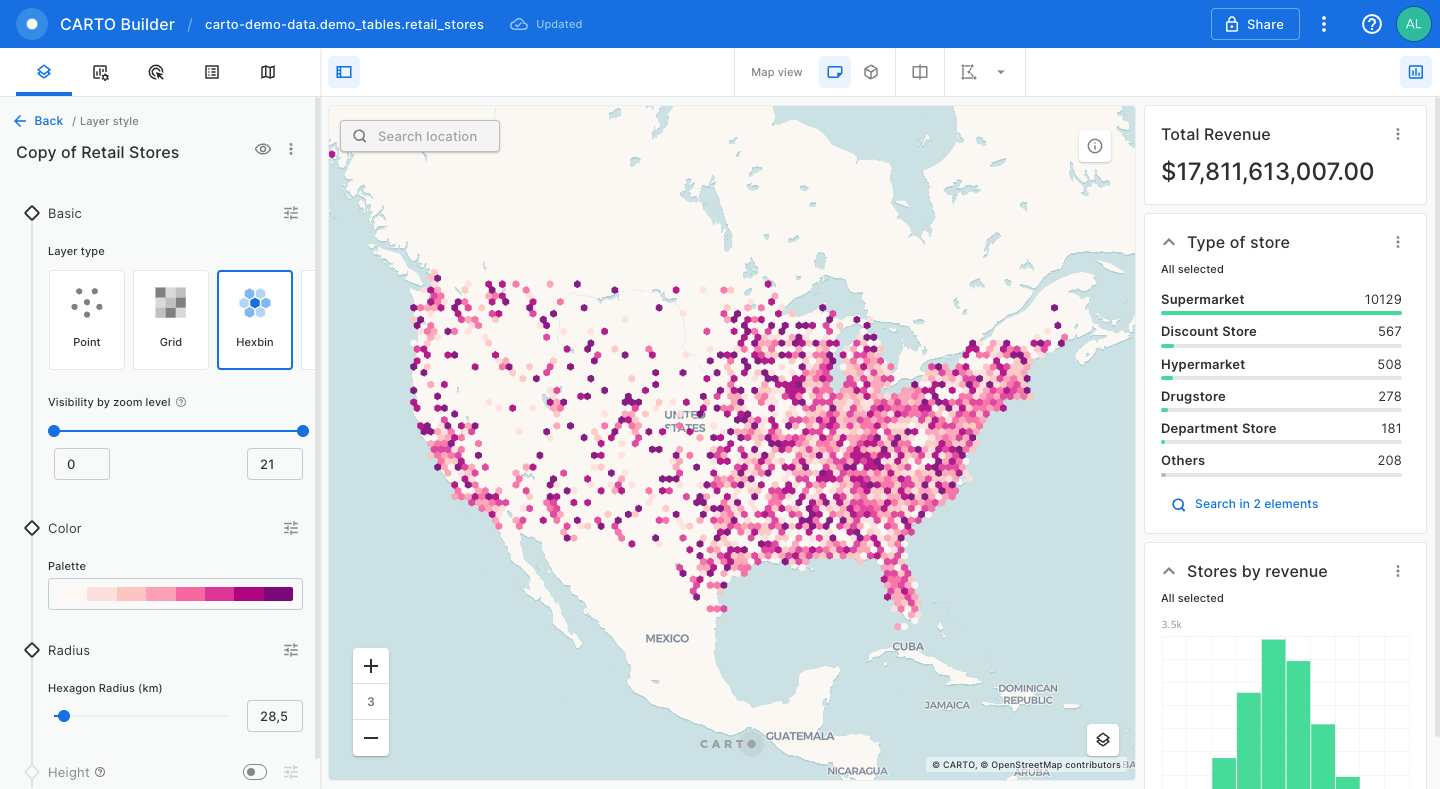 CARTO Builder / carto-demo-data.demo_tables.retail_stores Updated Share AL
Map view
Back / Layer style
Copy of Retail Stores
Basic
Layer type
Point Grid Hexbin
Visibility by zoom level
0 21
Color
Palette
Radius
Hexagon Radius (km)
28,5
Height
Search location
UNITED
STATES
MEXICO
CUBA
DOMINICAN
REPUBLIC
JAMAICA
GUATEMALA
NICARAGUA
ARUBA
3
CARTO
© CARTO, © OpenStreetMap contributors
Total Revenue
$17,811,613,007.00
Type of store
All selected
Supermarket 10129
Discount Store 567
Hypermarket 508
Drugstore 278
Department Store 181
Others 208
Search in 2 elements
Stores by revenue
All selected
3.5k